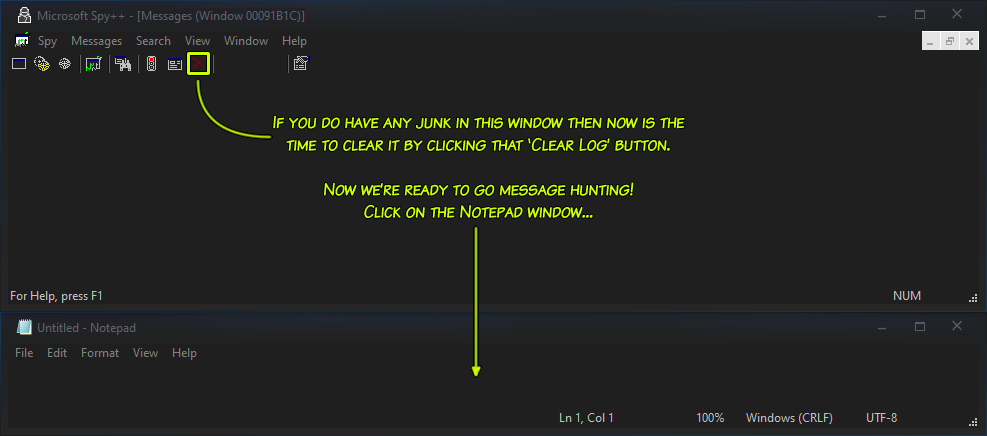 Microsoft Spy++ - [Messages (Window 00091B1C)]
Spy Messages Search View Window Help
If you do have any junk in this window then now is the
time to clear it by clicking that ‘Clear Log’ button.
Now we're ready to go message hunting!
Click on the Notepad window...
For Help, press F1
NUM
Untitled - Notepad
File Edit Format View Help
Ln 1, Col 1 100% Windows (CRLF) UTF-8